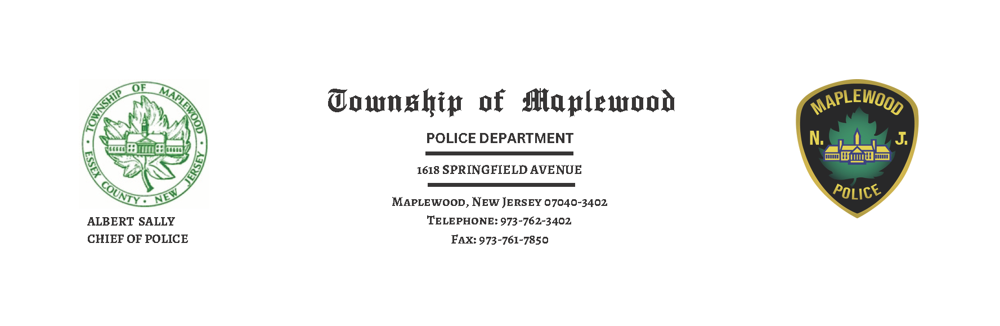 TOWNSHIP OF MAPLEWOOD
ESSEX COUNTY • NEW JERSEY
ALBERT SALLY
CHIEF OF POLICE
Township of Maplewood
POLICE DEPARTMENT
1618 SPRINGFIELD AVENUE
Maplewood, New Jersey 07040-3402
Telephone: 973-762-3402
Fax: 973-761-7850
MAPLEWOOD
N. J.
POLICE